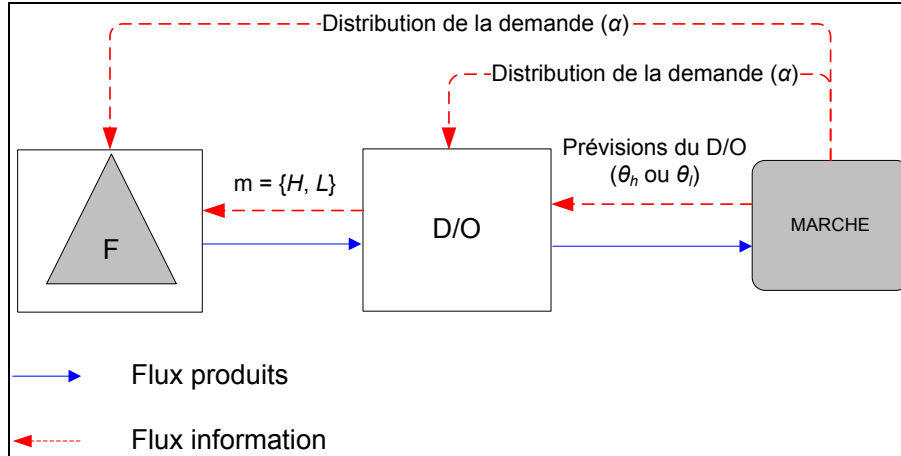 Distribution de la demande (α)
Distribution de la demande (α)
Prévisions du D/O
(θh ou θl)
m = {H, L}
F
D/O
MARCHE
Flux produits
Flux information